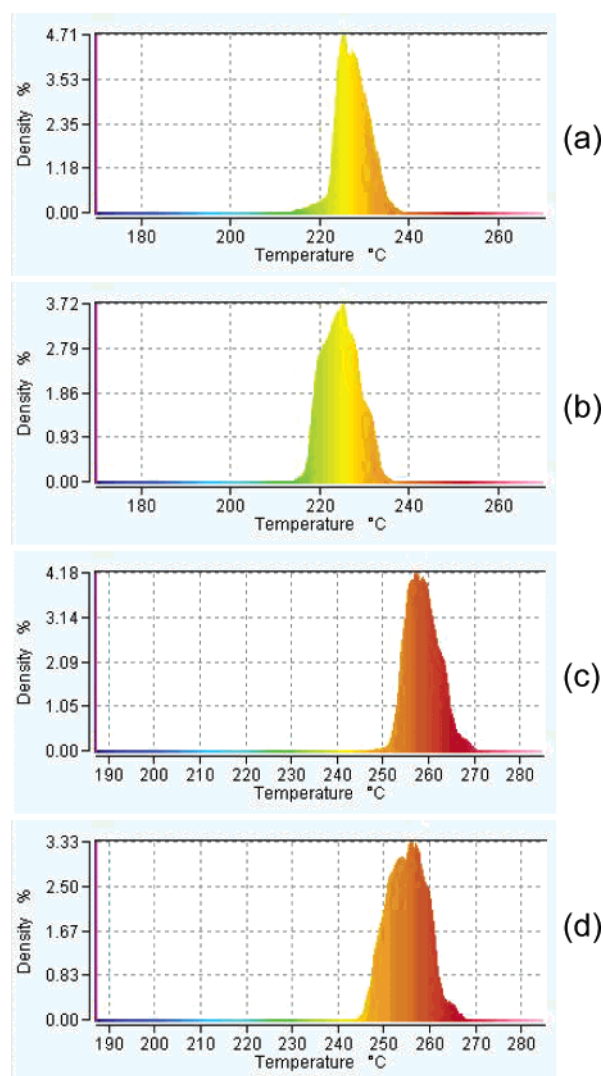 4.71
3.53
2.35
1.18
0.00
Density %
180 200 220 240 260
Temperature °C
(a)
3.72
2.79
1.86
0.93
0.00
Density %
180 200 220 240 260
Temperature °C
(b)
4.18
3.14
2.09
1.05
0.00
Density %
190 200 210 220 230 240 250 260 270 280
Temperature °C
(c)
3.33
2.50
1.67
0.83
0.00
Density %
190 200 210 220 230 240 250 260 270 280
Temperature °C
(d)